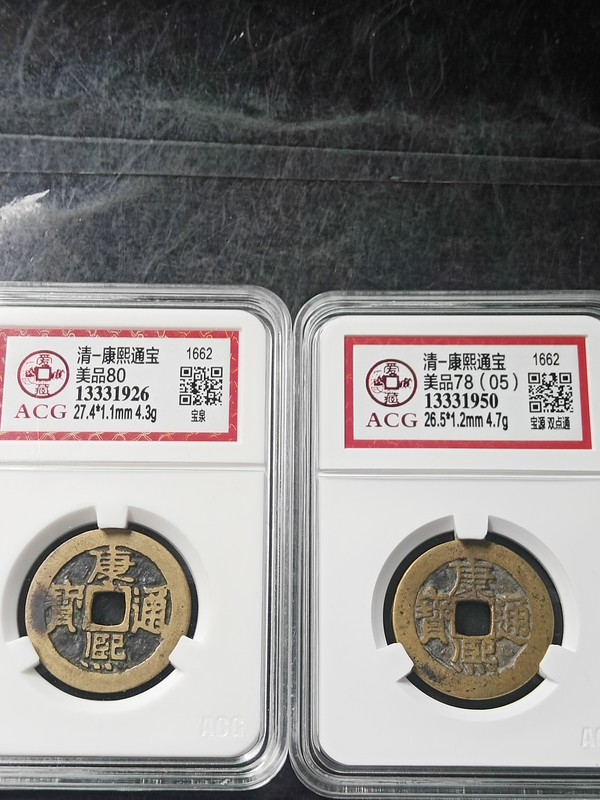 清-康熙通宝
1662
美品80
13331926
ACG
27.4*1.1mm 4.3g
宝泉
清-康熙通宝
1662
美品78(05)
13331950
ACG
26.5*1.2mm 4.7g
宝源 双点通
康熙通寶
康熙通寶
ACG